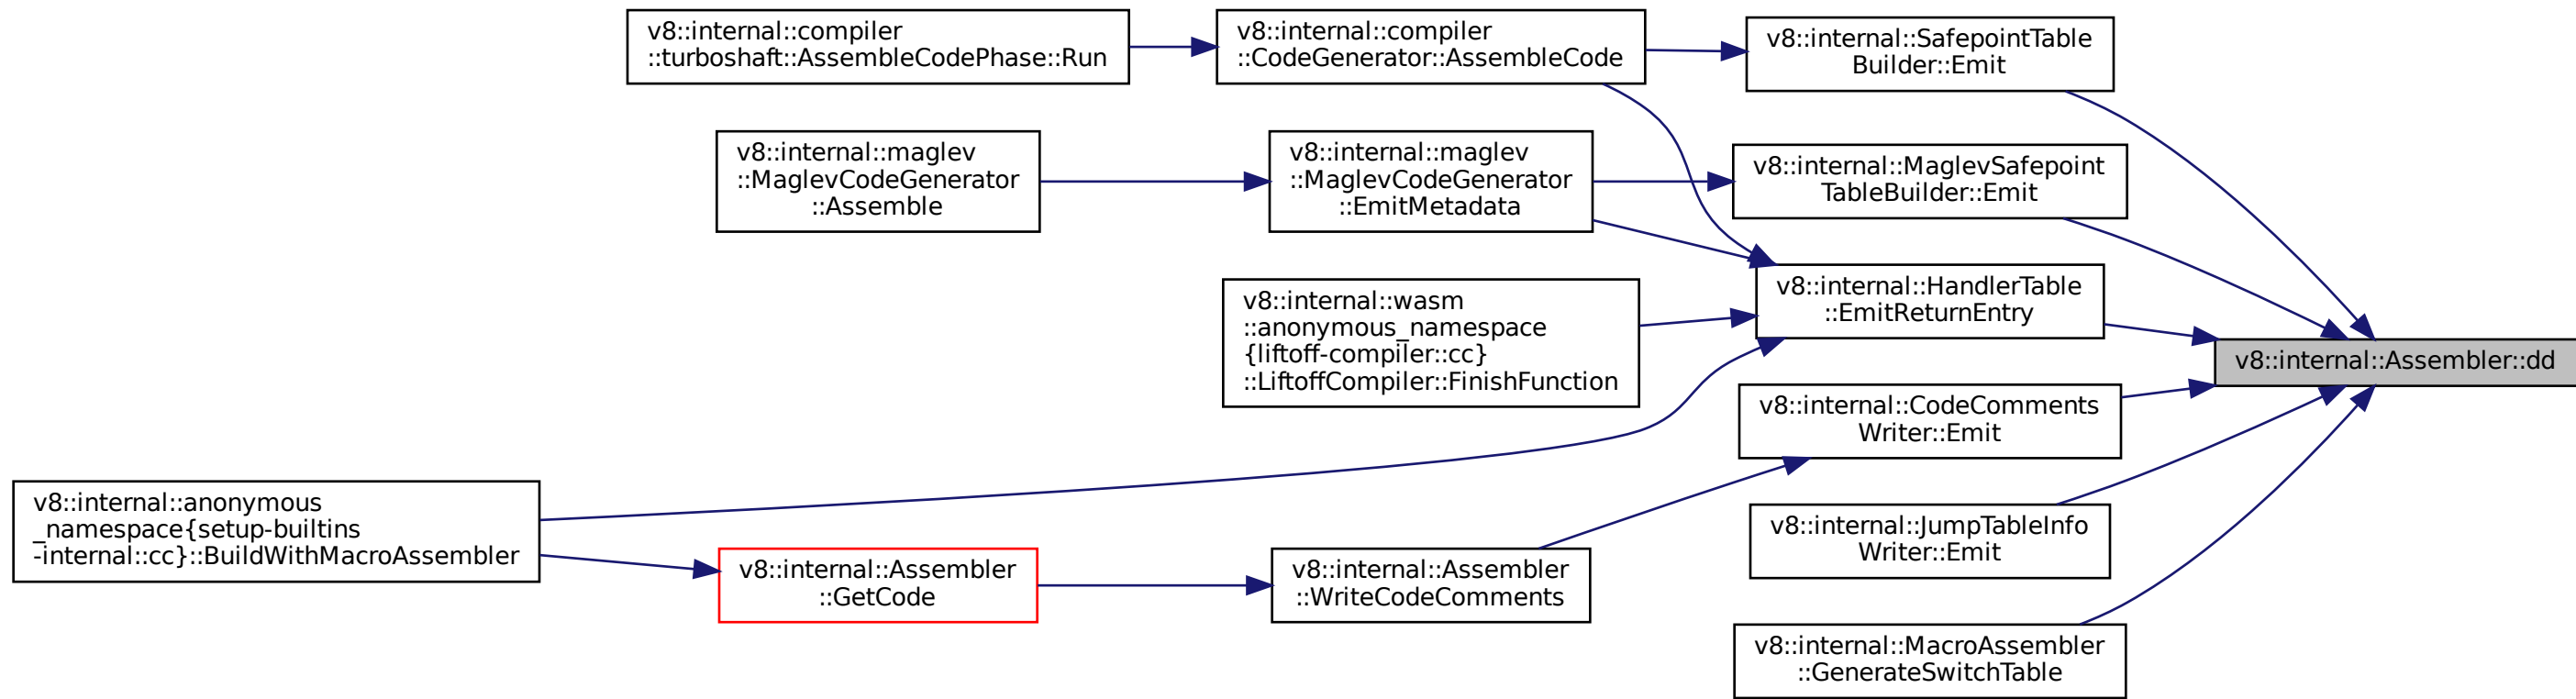 v8::internal::compiler
::turboshaft::AssembleCodePhase::Run
v8::internal::compiler
::CodeGenerator::AssembleCode
v8::internal::SafepointTable
Builder::Emit
v8::internal::maglev
::MaglevCodeGenerator
::Assemble
v8::internal::maglev
::MaglevCodeGenerator
::EmitMetadata
v8::internal::MaglevSafepoint
TableBuilder::Emit
v8::internal::wasm
::anonymous_namespace
{liftoff-compiler::cc}
::LiftoffCompiler::FinishFunction
v8::internal::HandlerTable
::EmitReturnEntry
v8::internal::Assembler::dd
v8::internal::CodeComments
Writer::Emit
v8::internal::anonymous
_namespace{setup-builtins
-internal::cc}::BuildWithMacroAssembler
v8::internal::Assembler
::GetCode
v8::internal::Assembler
::WriteCodeComments
v8::internal::JumpTableInfo
Writer::Emit
v8::internal::MacroAssembler
::GenerateSwitchTable